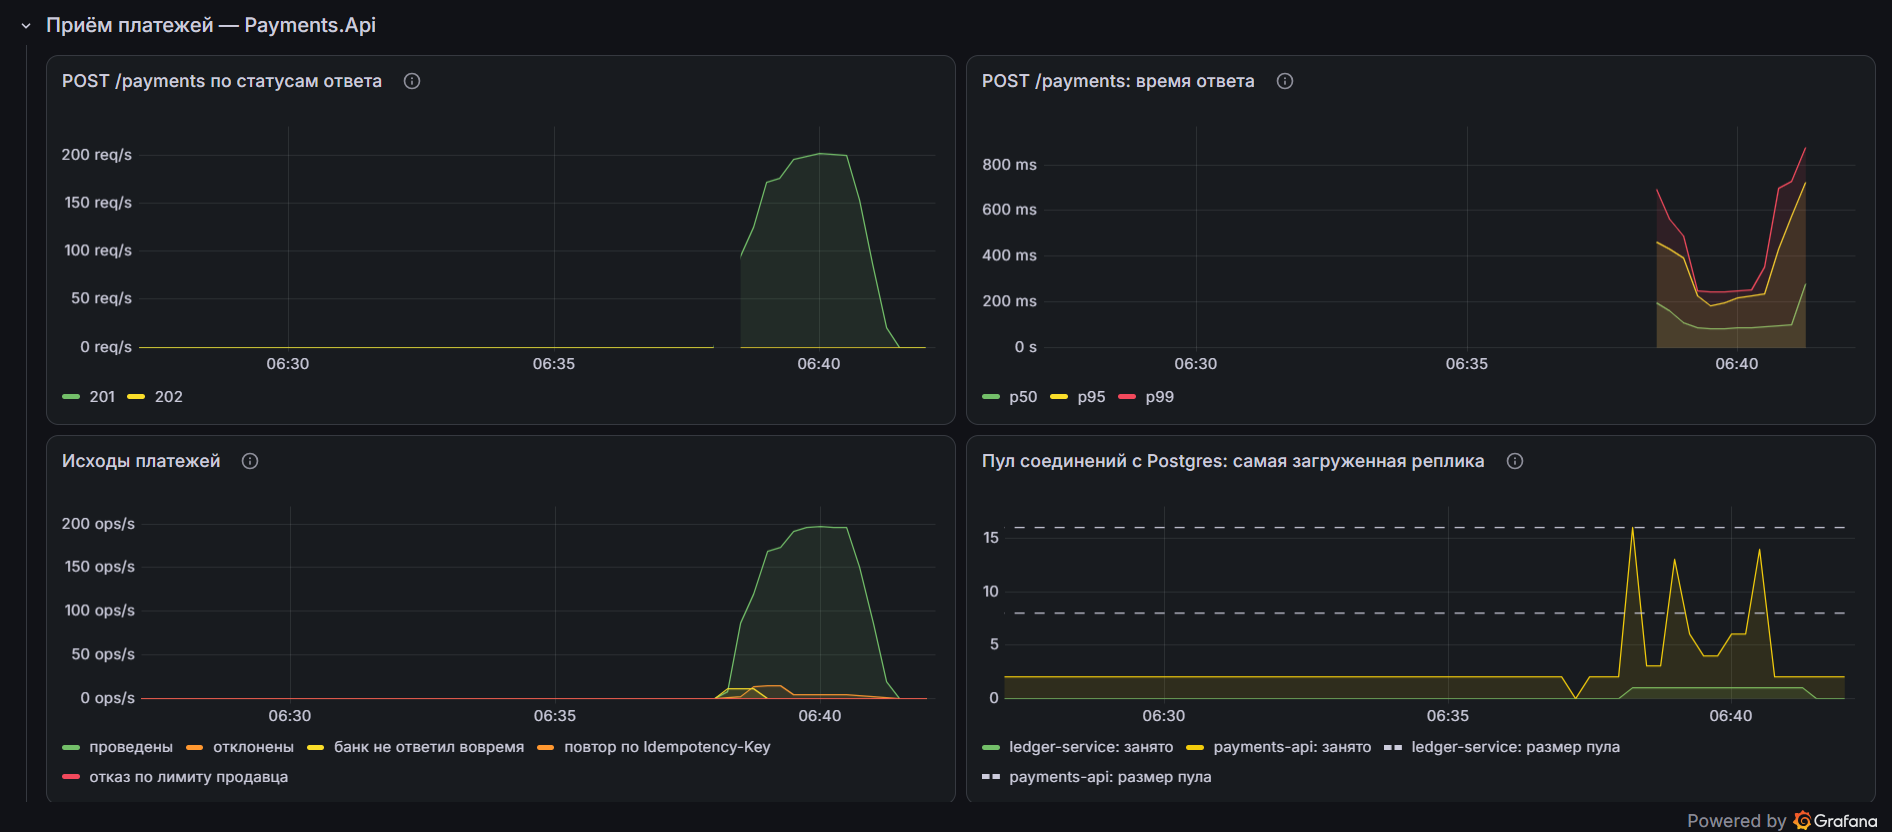 Приём платежей — Payments.Api
POST /payments по статусам ответа
200 req/s
150 req/s
100 req/s
50 req/s
0 req/s
06:30 06:35 06:40
201 202
POST /payments: время ответа
800 ms
600 ms
400 ms
200 ms
0 s
06:30 06:35 06:40
p50 p95 p99
Исходы платежей
200 ops/s
150 ops/s
100 ops/s
50 ops/s
0 ops/s
06:30 06:35 06:40
проведены отклонены банк не ответил вовремя повтор по Idempotency-Key
отказ по лимиту продавца
Пул соединений с Postgres: самая загруженная реплика
15
10
5
0
06:30 06:35 06:40
ledger-service: занято payments-api: занято ledger-service: размер пула
payments-api: размер пула
Powered by Grafana